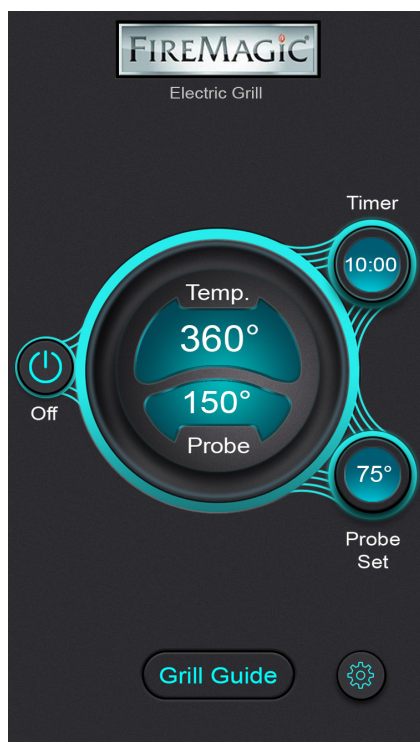 FIREMAGIC®
Electric Grill
Timer
10:00
Temp.
360°
150°
Probe
Off
75°
Probe
Set
Grill Guide